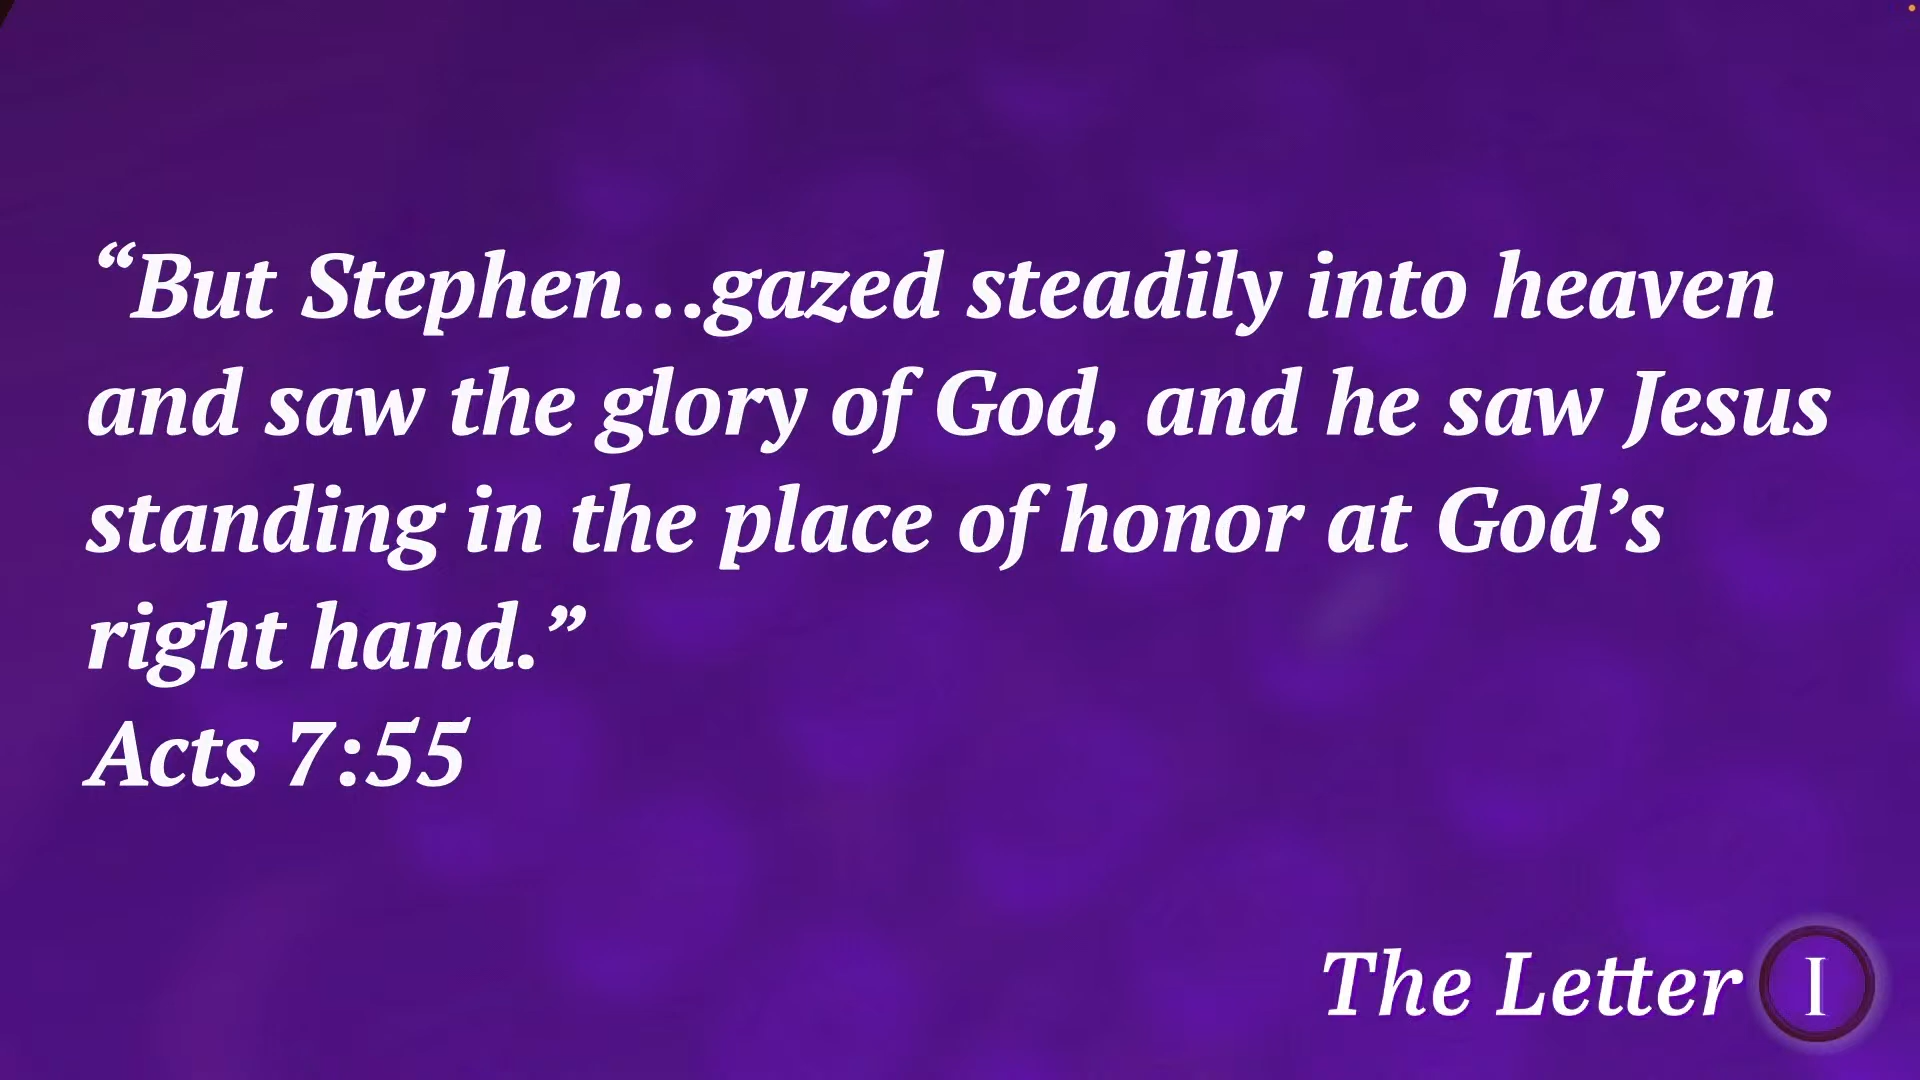 “But Stephen...gazed steadily into heaven
and saw the glory of God, and he saw Jesus
standing in the place of honor at God’s
right hand.”
Acts 7:55
The Letter I